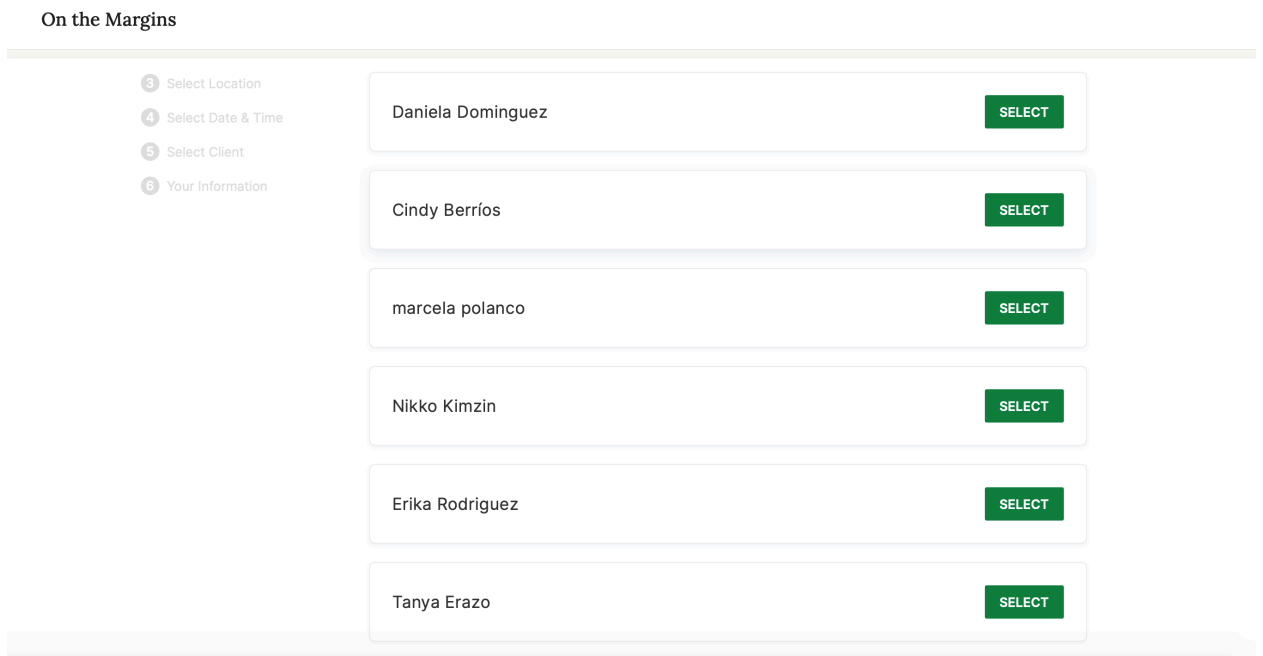 On the Margins
3 Select Location
4 Select Date & Time
5 Select Client
6 Your Information
Daniela Dominguez SELECT
Cindy Berríos SELECT
marcela polanco SELECT
Nikko Kimzin SELECT
Erika Rodriguez SELECT
Tanya Erazo SELECT